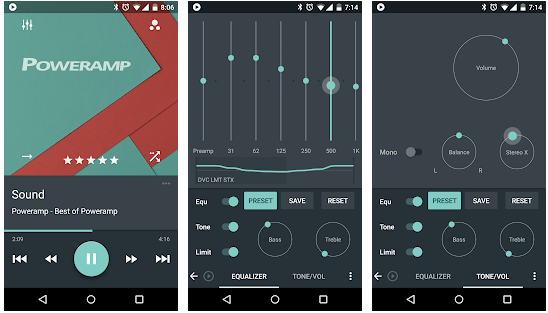 8:06
POWERAMP
Sound
Poweramp - Best of Poweramp
2:09
4:16
7:14
Preamp 31 62 125 250 500 1K
DVC LMT STX
Equ PRESET SAVE RESET
Tone
Limit
Bass Treble
EQUALIZER TONE/VOL
7:14
Volume
Mono Balance Stereo X
L R
Equ PRESET SAVE RESET
Tone
Limit
Bass Treble
EQUALIZER TONE/VOL